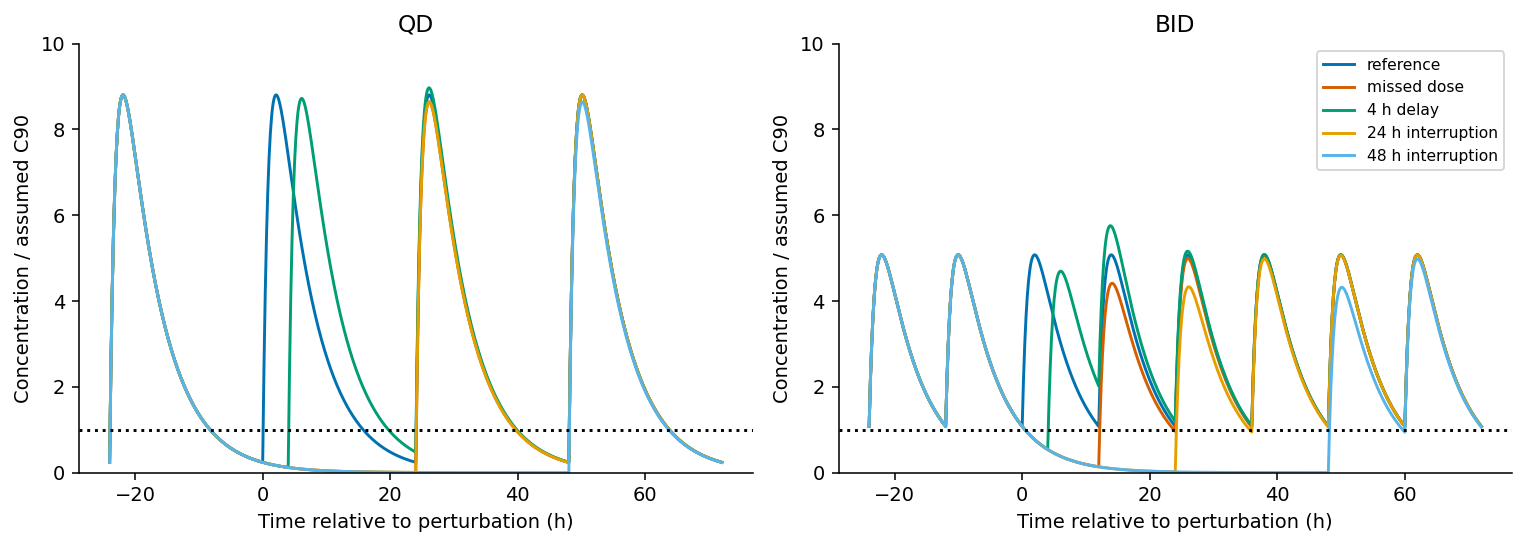 QD
Concentration / assumed C90
10
8
6
4
2
0
−20
0
20
40
60
Time relative to perturbation (h)
BID
Concentration / assumed C90
10
8
6
4
2
0
reference
missed dose
4 h delay
24 h interruption
48 h interruption
−20
0
20
40
60
Time relative to perturbation (h)